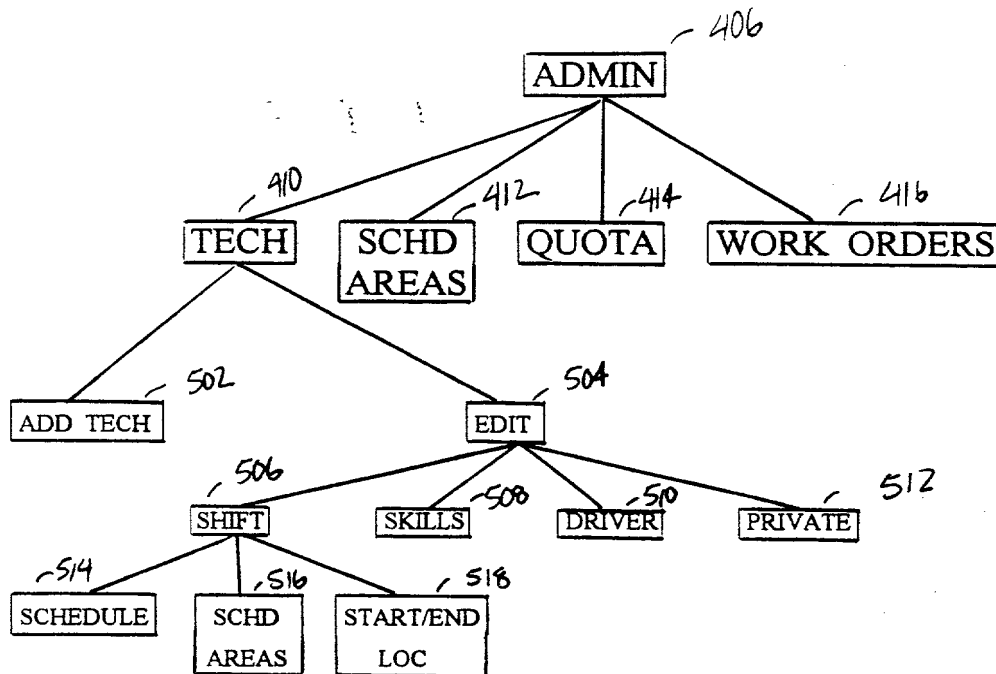 406
ADMIN
410
412
414
416
TECH
SCHD
AREAS
QUOTA
WORK ORDERS
502
504
ADD TECH
EDIT
506
508
510
512
SHIFT
SKILLS
DRIVER
PRIVATE
514
516
518
SCHEDULE
SCHD
AREAS
START/END
LOC